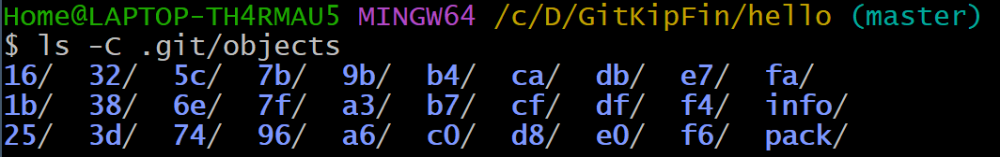 Home@LAPTOP-TH4RMAU5 MINGW64 /c/D/GitKipFin/hello (master)
$ ls -C .git/objects
16/  32/  5c/  7b/  9b/  b4/  ca/  db/  e7/  fa/
1b/  38/  6e/  7f/  a3/  b7/  cf/  df/  f4/  info/
25/  3d/  74/  96/  a6/  c0/  d8/  e0/  f6/  pack/